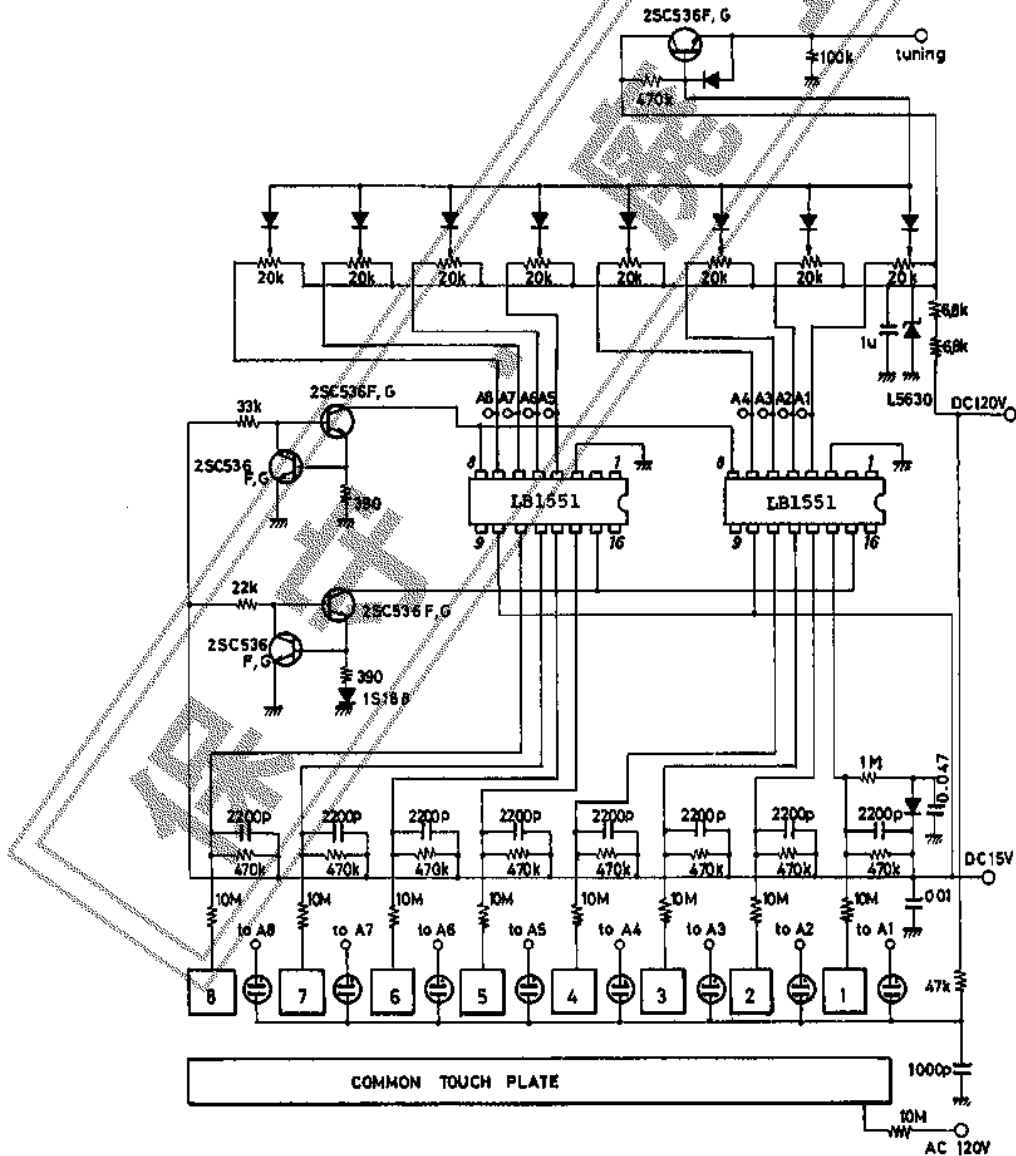 2SC536F,G
tuning
100k
470k
20k 20k 20k 20k 20k 20k 20k 20k
6.8k
1u
6.8k
L5630
DC120V
A8 A7 A6 A5
A4 A3 A2 A1
2SC536F,G
33k
2SC536
F,G
390
8 1
LB1551
9 16
8 1
LB1551
9 16
22k
2SC536F,G
2SC536
F,G
390
1S188
1M
0.047
2200p 2200p 2200p 2200p 2200p 2200p 2200p 2200p
470k 470k 470k 470k 470k 470k 470k 470k
DC15V
10M 10M 10M 10M 10M 10M 10M 10M
0.01
to A8 to A7 to A6 to A5 to A4 to A3 to A2 to A1
8 7 6 5 4 3 2 1
47k
COMMON TOUCH PLATE
1000p
10M
AC 120V